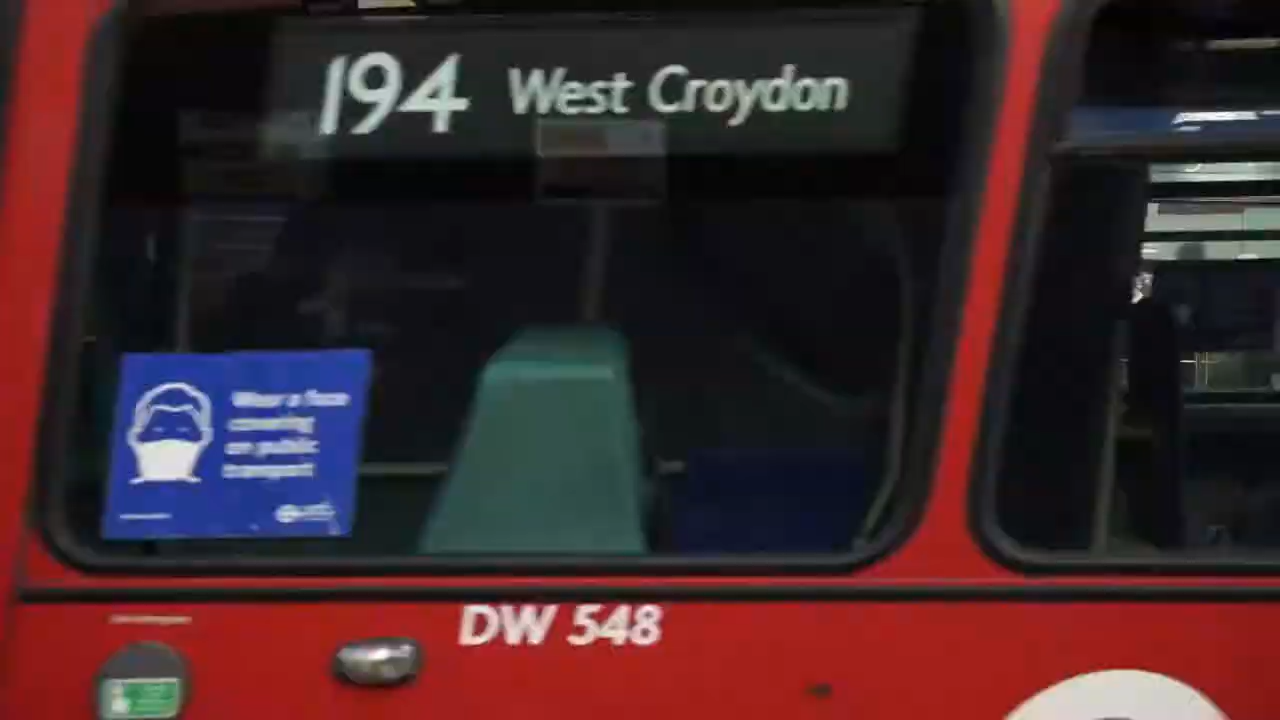 194 West Croydon
Wear a face
covering
on public
transport
DW 548